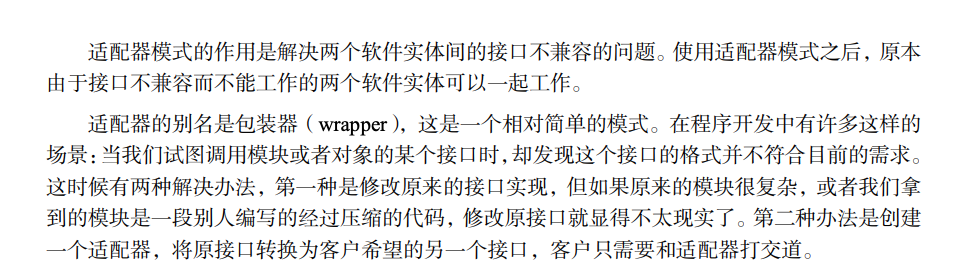 适配器模式的作用是解决两个软件实体间的接口不兼容的问题。使用适配器模式之后，原本
由于接口不兼容而不能工作的两个软件实体可以一起工作。
适配器的别名是包装器（wrapper），这是一个相对简单的模式。在程序开发中有许多这样的
场景：当我们试图调用模块或者对象的某个接口时，却发现这个接口的格式并不符合目前的需求。
这时候有两种解决办法，第一种是修改原来的接口实现，但如果原来的模块很复杂，或者我们拿
到的模块是一段别人编写的经过压缩的代码，修改原接口就显得不太现实了。第二种办法是创建
一个适配器，将原接口转换为客户希望的另一个接口，客户只需要和适配器打交道。